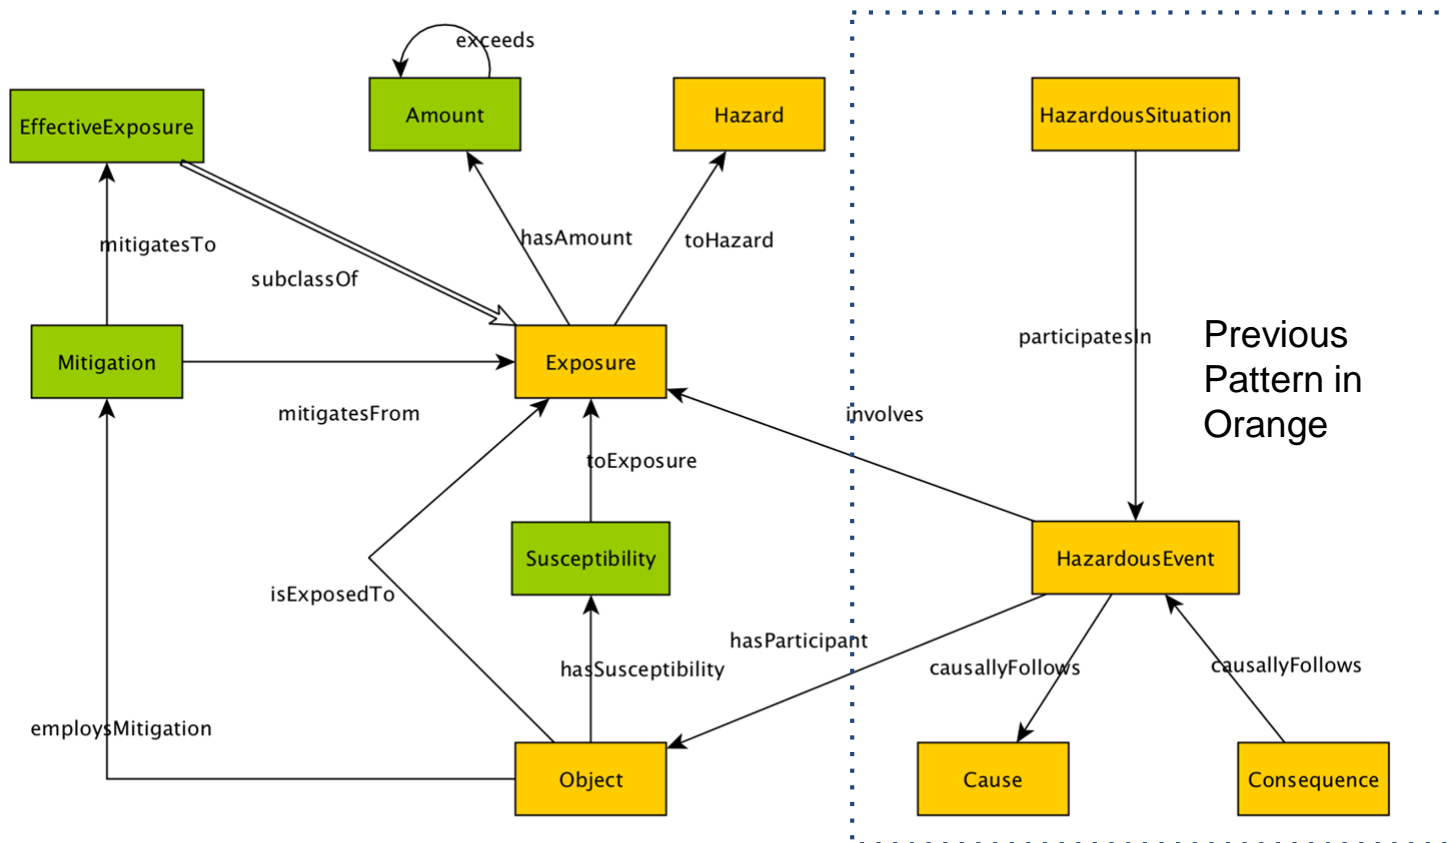 exceeds
EffectiveExposure
Amount
Hazard
HazardousSituation
mitigatesTo
subclassOf
hasAmount
toHazard
participatesIn
Previous
Pattern in
Orange
Mitigation
Exposure
mitigatesFrom
involves
toExposure
Susceptibility
HazardousEvent
isExposedTo
hasParticipant
hasSusceptibility
causallyFollows
causallyFollows
employsMitigation
Object
Cause
Consequence